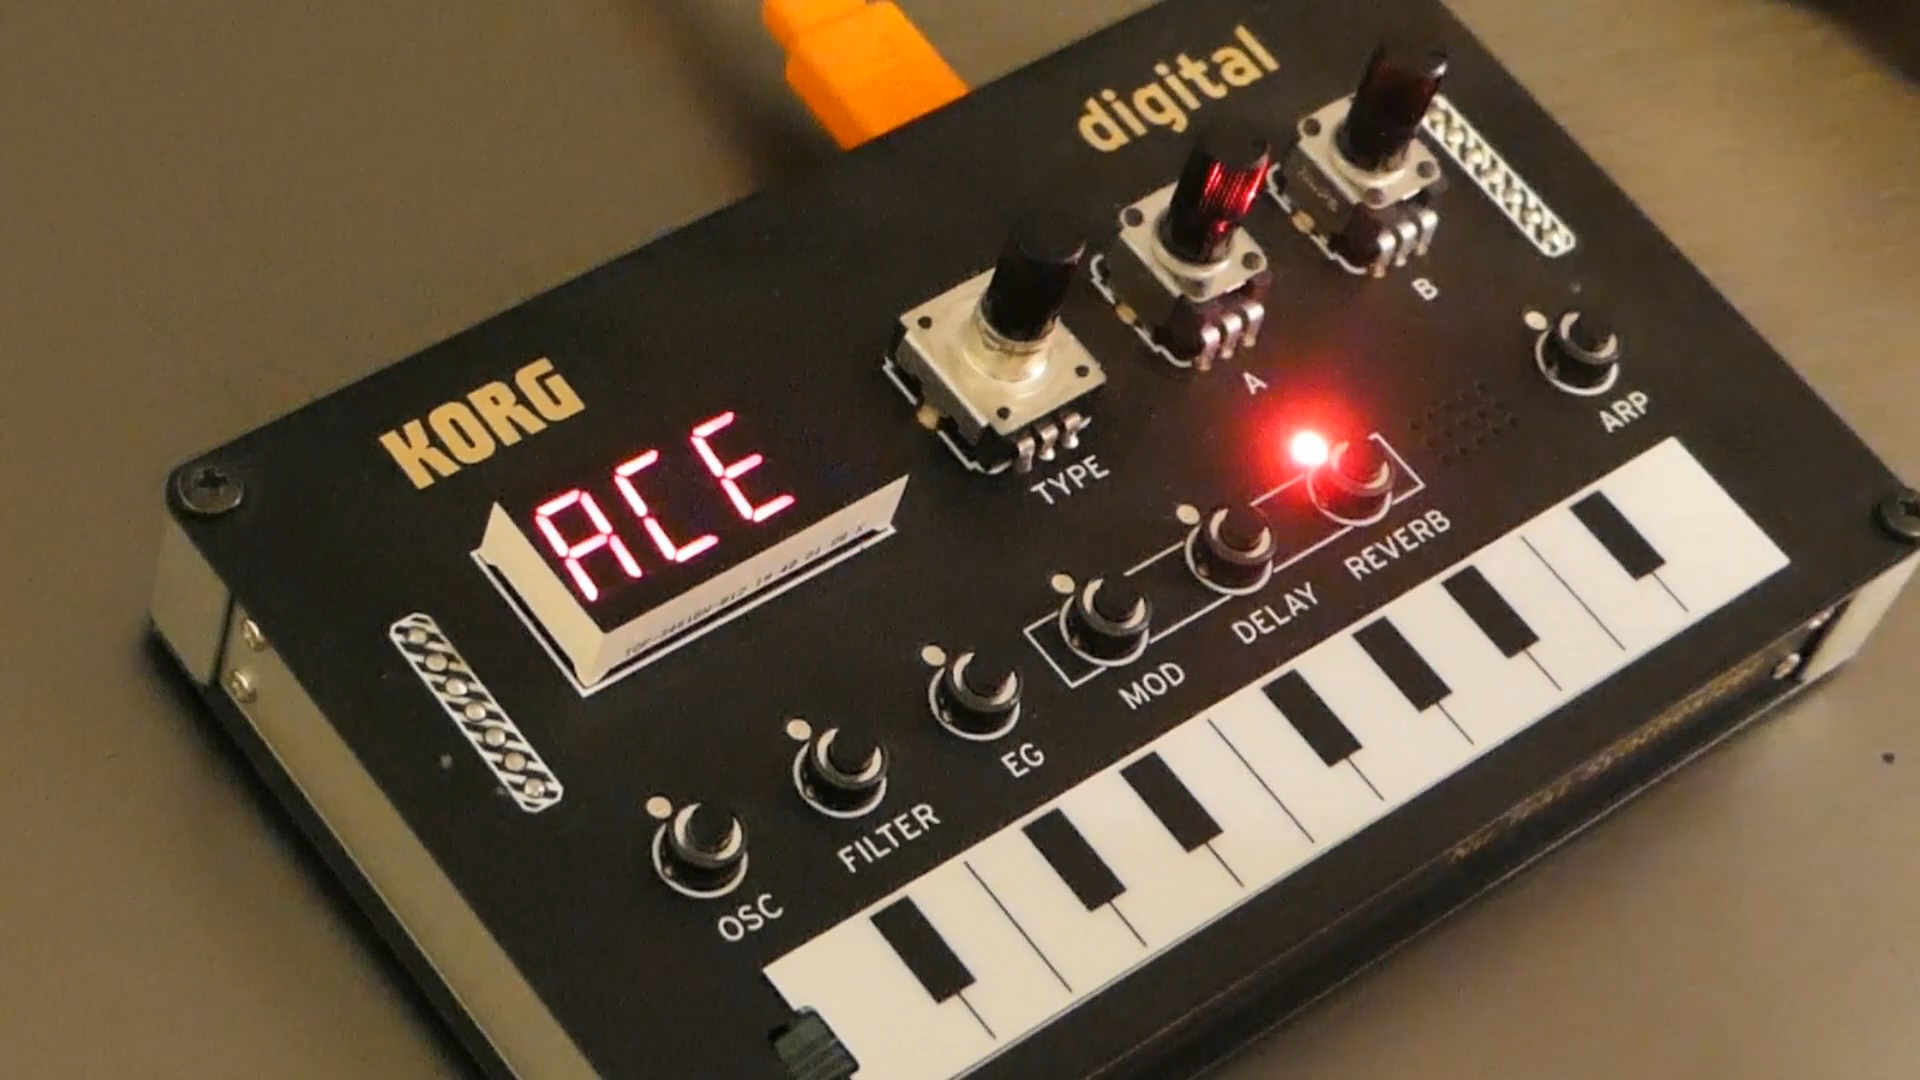 digital
KORG
ACE
B
A
TYPE
ARP
REVERB
DELAY
MOD
EG
FILTER
OSC